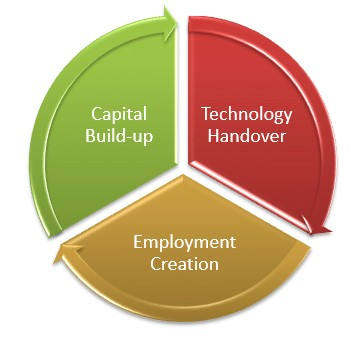 Capital
Build-up
Technology
Handover
Employment
Creation